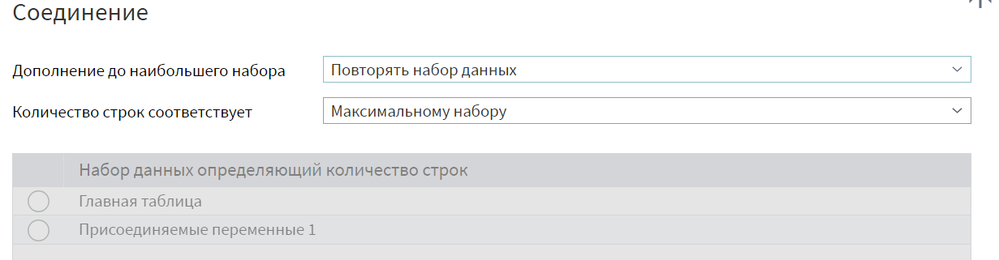 Соединение
Дополнение до наибольшего набора
Повторять набор данных
Количество строк соответствует
Максимальному набору
Набор данных определяющий количество строк
Главная таблица
Присоединяемые переменные 1